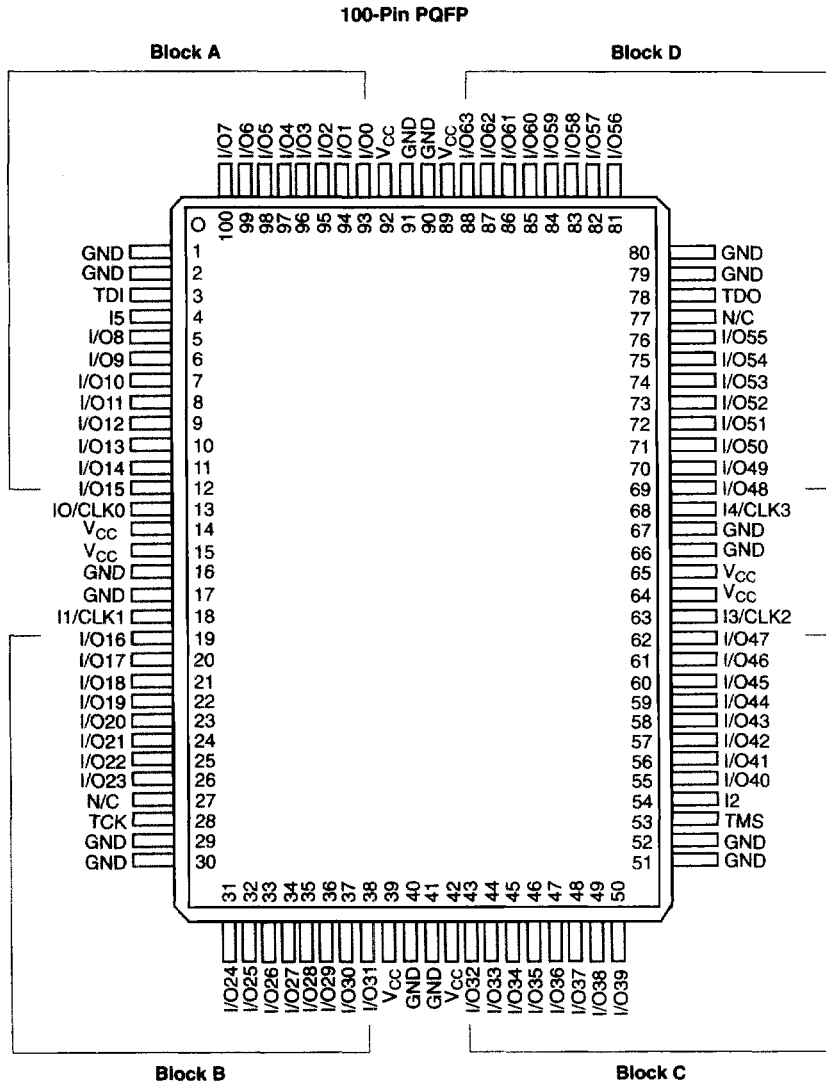 100-Pin PQFP
Block A
Block D
I/O7 I/O6 I/O5 I/O4 I/O3 I/O2 I/O1 I/O0 VCC GND GND VCC I/O63 I/O62 I/O61 I/O60 I/O59 I/O58 I/O57 I/O56
100 99 98 97 96 95 94 93 92 91 90 89 88 87 86 85 84 83 82 81
GND 1 80 GND
GND 2 79 GND
TDI 3 78 TDO
I5 4 77 N/C
I/O8 5 76 I/O55
I/O9 6 75 I/O54
I/O10 7 74 I/O53
I/O11 8 73 I/O52
I/O12 9 72 I/O51
I/O13 10 71 I/O50
I/O14 11 70 I/O49
I/O15 12 69 I/O48
IO/CLK0 13 68 I4/CLK3
VCC 14 67 GND
VCC 15 66 GND
GND 16 65 VCC
GND 17 64 VCC
I1/CLK1 18 63 I3/CLK2
I/O16 19 62 I/O47
I/O17 20 61 I/O46
I/O18 21 60 I/O45
I/O19 22 59 I/O44
I/O20 23 58 I/O43
I/O21 24 57 I/O42
I/O22 25 56 I/O41
I/O23 26 55 I/O40
N/C 27 54 I2
TCK 28 53 TMS
GND 29 52 GND
GND 30 51 GND
31 32 33 34 35 36 37 38 39 40 41 42 43 44 45 46 47 48 49 50
I/O24 I/O25 I/O26 I/O27 I/O28 I/O29 I/O30 I/O31 VCC GND GND VCC I/O32 I/O33 I/O34 I/O35 I/O36 I/O37 I/O38 I/O39
Block B
Block C